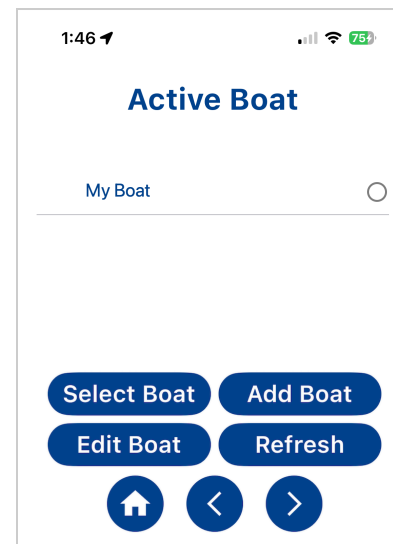 1:46
75
Active Boat
My Boat
Select Boat
Add Boat
Edit Boat
Refresh